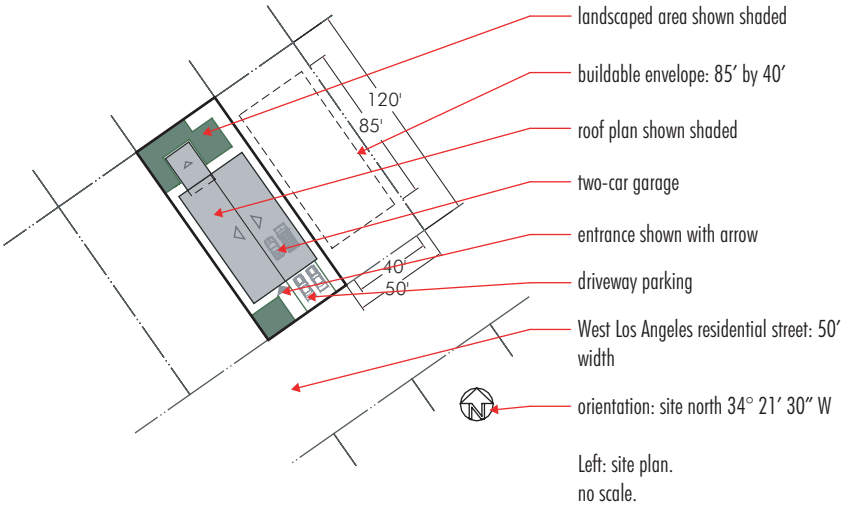 landscaped area shown shaded
buildable envelope: 85′ by 40′
120'
85'
roof plan shown shaded
two-car garage
entrance shown with arrow
40'
driveway parking
50'
West Los Angeles residential street: 50′
width
orientation: site north 34° 21′ 30″ W
N
Left: site plan.
no scale.